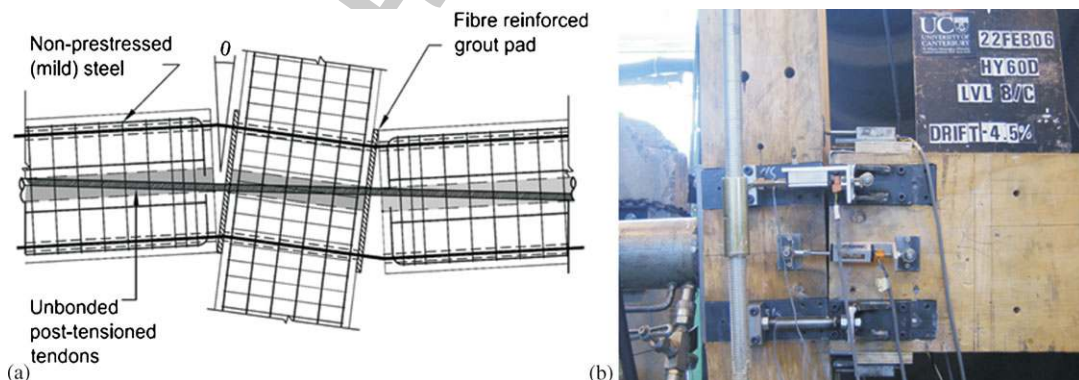 Non-prestressed
(mild) steel
θ
Fibre reinforced
grout pad
Unbonded
post-tensioned
tendons
(a)
UC
UNIVERSITY OF
CANTERBURY
22FEB06
HY60D
LVL B/C
DRIFT-4.5%
(b)